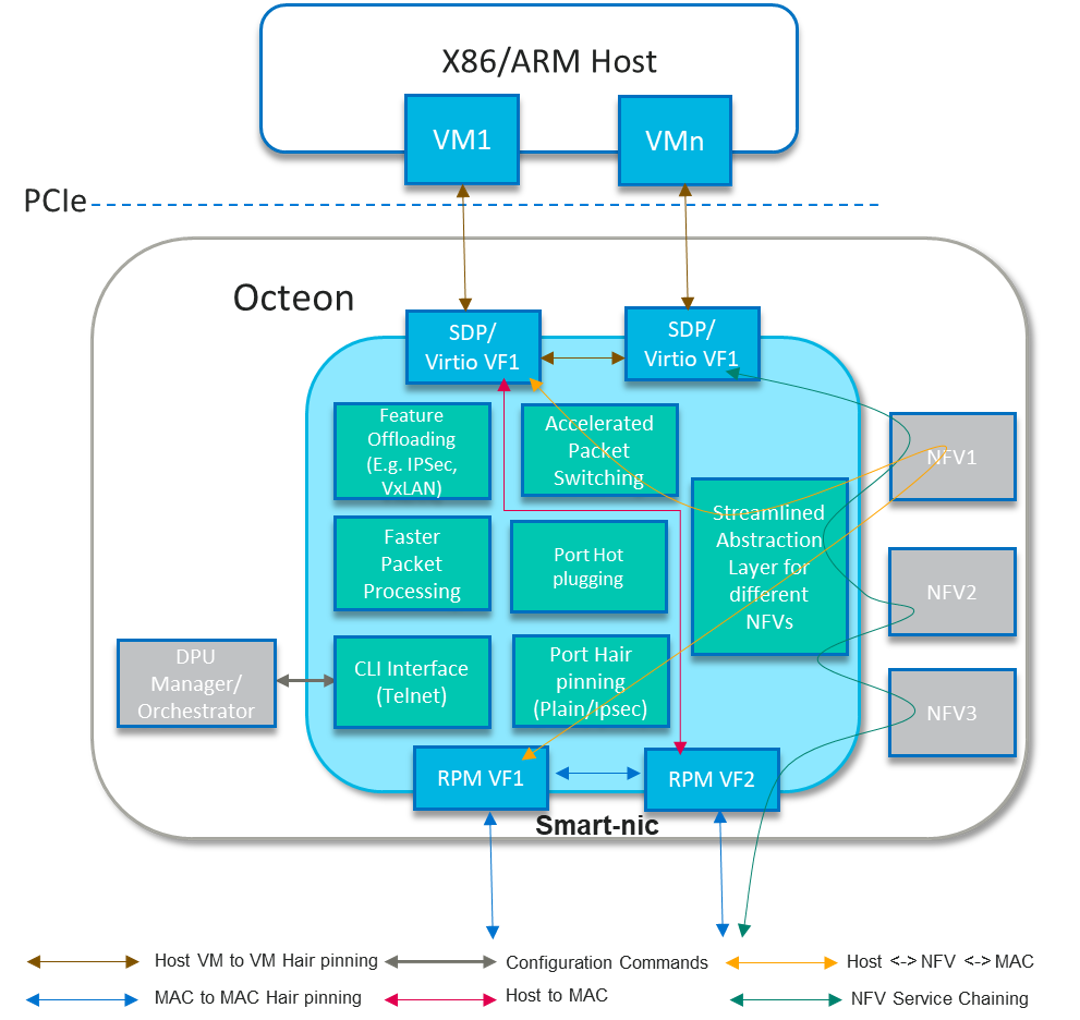 X86/ARM Host
VM1
VMn
PCIe
Octeon
SDP/
Virtio VF1
SDP/
Virtio VF1
Feature
Offloading
(E.g. IPSec,
VxLAN)
Accelerated
Packet
Switching
NFV1
Streamlined
Abstraction
Layer for
different
NFVs
Faster
Packet
Processing
Port Hot
plugging
NFV2
DPU
Manager/
Orchestrator
CLI Interface
(Telnet)
Port Hair
pinning
(Plain/Ipsec)
NFV3
RPM VF1
RPM VF2
Smart-nic
Host VM to VM Hair pinning
Configuration Commands
Host <-> NFV <-> MAC
MAC to MAC Hair pinning
Host to MAC
NFV Service Chaining